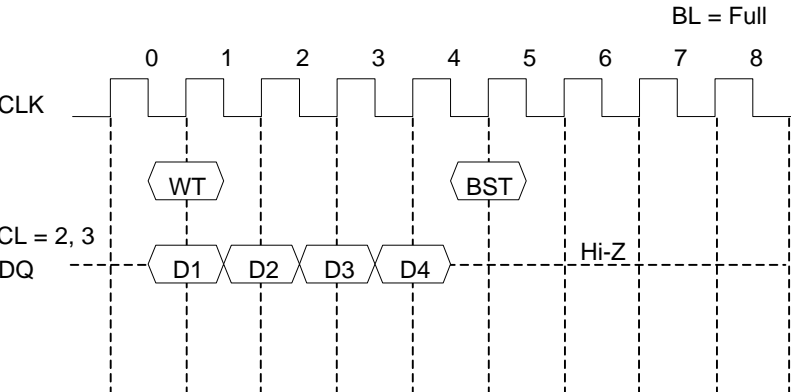 BL = Full
0 1 2 3 4 5 6 7 8
CLK
WT BST
CL = 2, 3
DQ D1 D2 D3 D4 Hi-Z